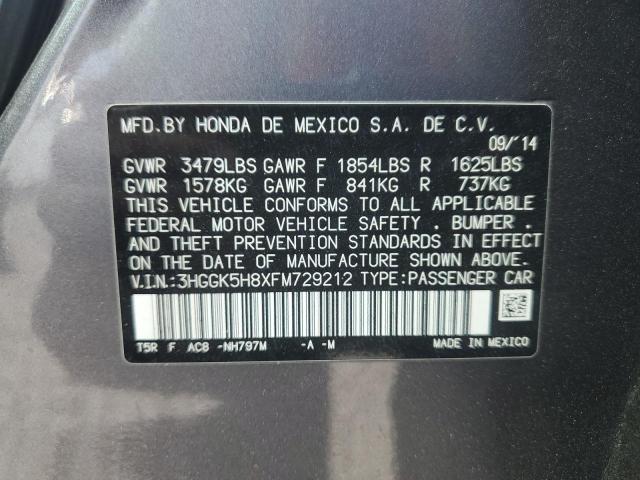 MFD.BY HONDA DE MEXICO S.A. DE C.V.
09/'14
GVWR 3479LBS GAWR F 1854LBS R 1625LBS
GVWR 1578KG GAWR F 841KG R 737KG
THIS VEHICLE CONFORMS TO ALL APPLICABLE
FEDERAL MOTOR VEHICLE SAFETY . BUMPER .
AND THEFT PREVENTION STANDARDS IN EFFECT
ON THE DATE OF MANUFACTURE SHOWN ABOVE.
V.I.N.:3HGGK5H8XFM729212 TYPE:PASSENGER CAR
T5R F AC8 -NH797M -A -M MADE IN MEXICO